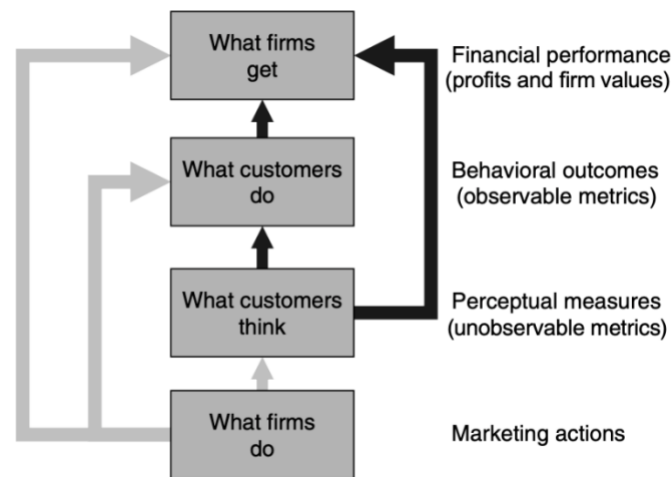 What firms
get
Financial performance
(profits and firm values)
What customers
do
Behavioral outcomes
(observable metrics)
What customers
think
Perceptual measures
(unobservable metrics)
What firms
do
Marketing actions